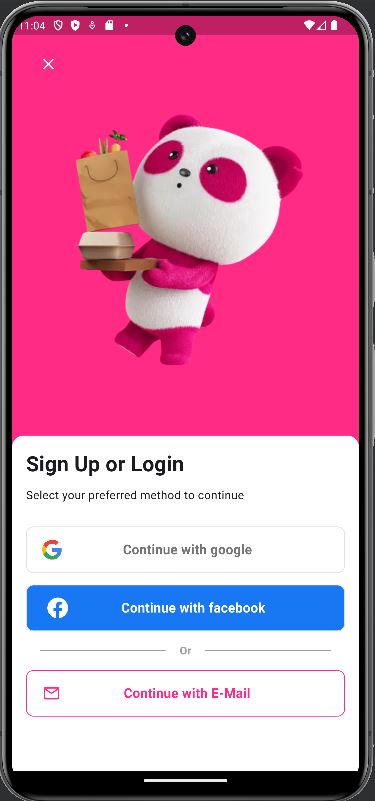 11:04
Sign Up or Login
Select your preferred method to continue
Continue with google
Continue with facebook
Or
Continue with E-Mail